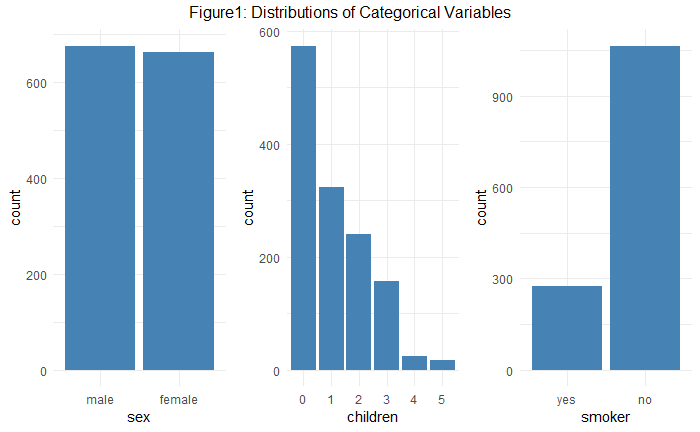 Figure1: Distributions of Categorical Variables
count
600
400
200
0
male female
sex
count
600
400
200
0
0 1 2 3 4 5
children
count
900
600
300
0
yes no
smoker